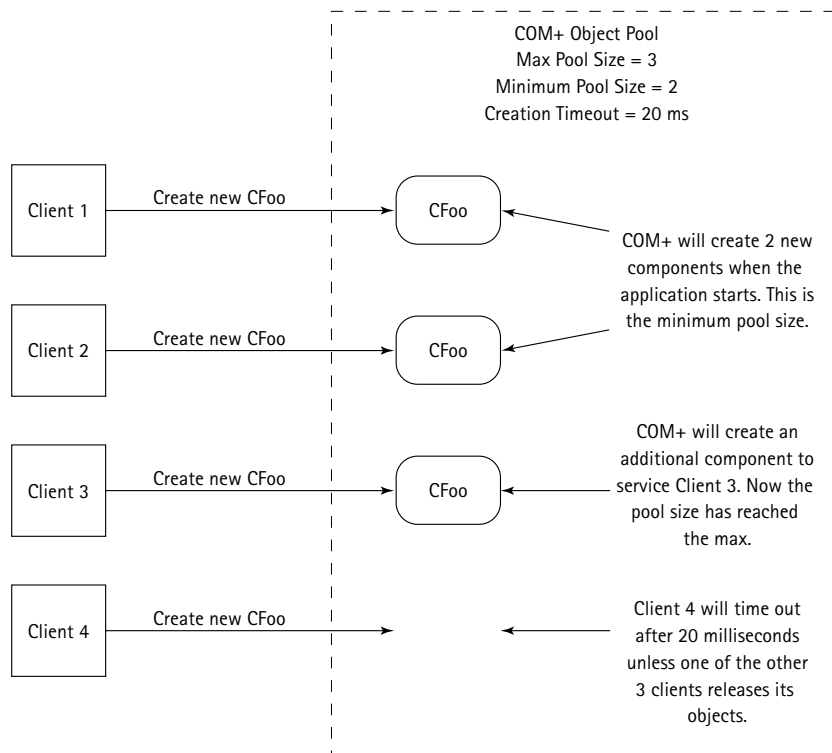 COM+ Object Pool
Max Pool Size = 3
Minimum Pool Size = 2
Creation Timeout = 20 ms
Client 1
Create new CFoo
CFoo
COM+ will create 2 new
components when the
application starts. This is
the minimum pool size.
Client 2
Create new CFoo
CFoo
Client 3
Create new CFoo
CFoo
COM+ will create an
additional component to
service Client 3. Now the
pool size has reached
the max.
Client 4
Create new CFoo
Client 4 will time out
after 20 milliseconds
unless one of the other
3 clients releases its
objects.